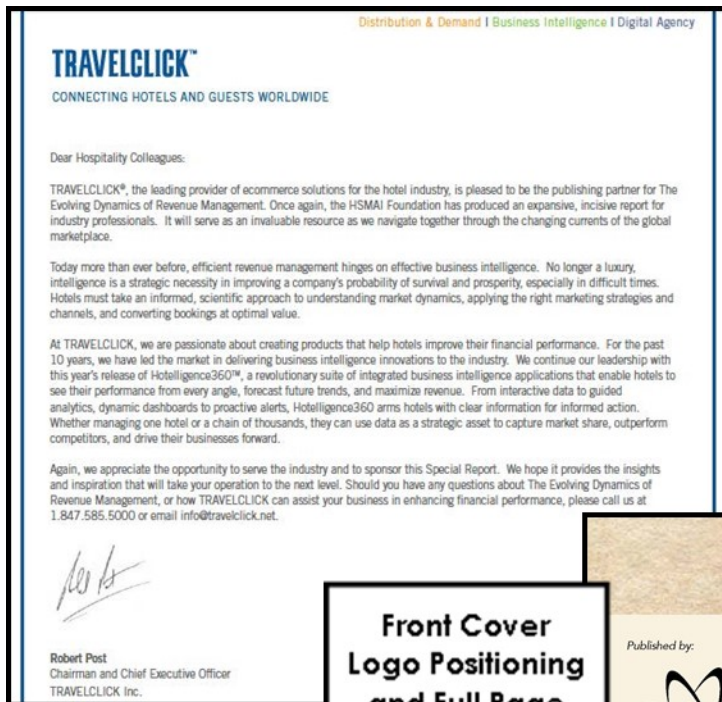 Distribution & Demand I Business Intelligence I Digital Agency
TRAVELCLICK™
CONNECTING HOTELS AND GUESTS WORLDWIDE
Dear Hospitality Colleagues:
TRAVELCLICK®, the leading provider of ecommerce solutions for the hotel industry, is pleased to be the publishing partner for The
Evolving Dynamics of Revenue Management. Once again, the HSMAI Foundation has produced an expansive, incisive report for
industry professionals. It will serve as an invaluable resource as we navigate together through the changing currents of the global
marketplace.
Today more than ever before, efficient revenue management hinges on effective business intelligence. No longer a luxury,
intelligence is a strategic necessity in improving a company's probability of survival and prosperity, especially in difficult times.
Hotels must take an informed, scientific approach to understanding market dynamics, applying the right marketing strategies and
channels, and converting bookings at optimal value.
At TRAVELCLICK, we are passionate about creating products that help hotels improve their financial performance. For the past
10 years, we have led the market in delivering business intelligence innovations to the industry. We continue our leadership with
this year's release of Hotelligence360™, a revolutionary suite of integrated business intelligence applications that enable hotels to
see their performance from every angle, forecast future trends, and maximize revenue. From interactive data to guided
analytics, dynamic dashboards to proactive alerts, Hotelligence360 arms hotels with clear information for informed action.
Whether managing one hotel or a chain of thousands, they can use data as a strategic asset to capture market share, outperform
competitors, and drive their businesses forward.
Again, we appreciate the opportunity to serve the industry and to sponsor this Special Report. We hope it provides the insights
and inspiration that will take your operation to the next level. Should you have any questions about The Evolving Dynamics of
Revenue Management, or how TRAVELCLICK can assist your business in enhancing financial performance, please call us at
1.847.585.5000 or email info@travelclick.net.
Robert Post
Chairman and Chief Executive Officer
TRAVELCLICK Inc.
Front Cover
Logo Positioning
and Full Page
Published by: